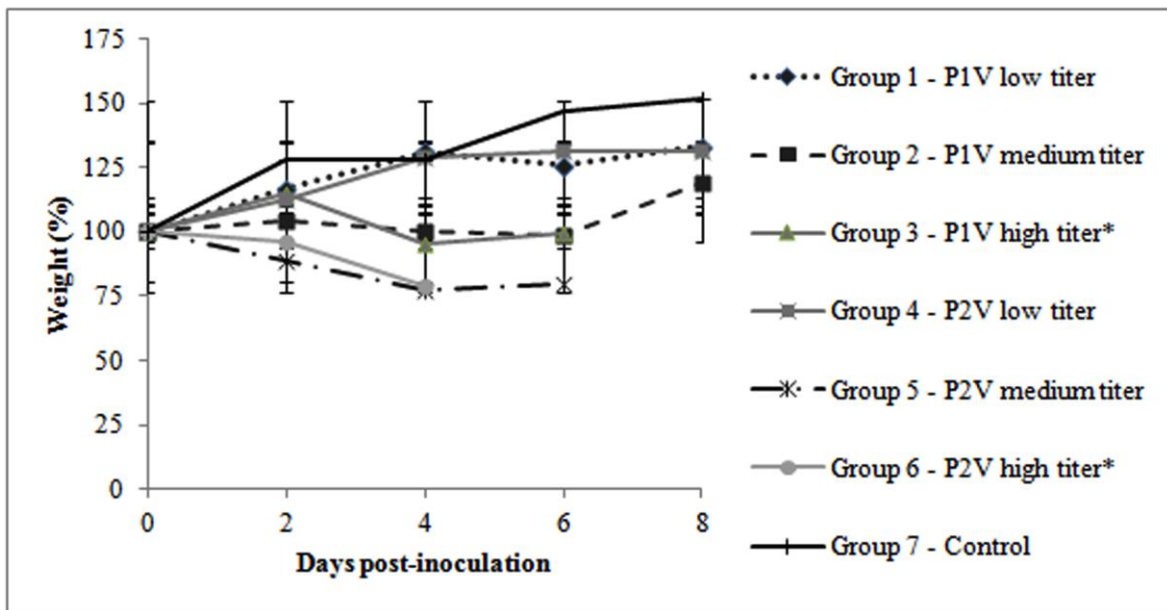 175
150
125
100
75
50
25
0
Weight (%)
0 2 4 6 8
Days post-inoculation
Group 1 - P1V low titer
Group 2 - P1V medium titer
Group 3 - P1V high titer*
Group 4 - P2V low titer
Group 5 - P2V medium titer
Group 6 - P2V high titer*
Group 7 - Control